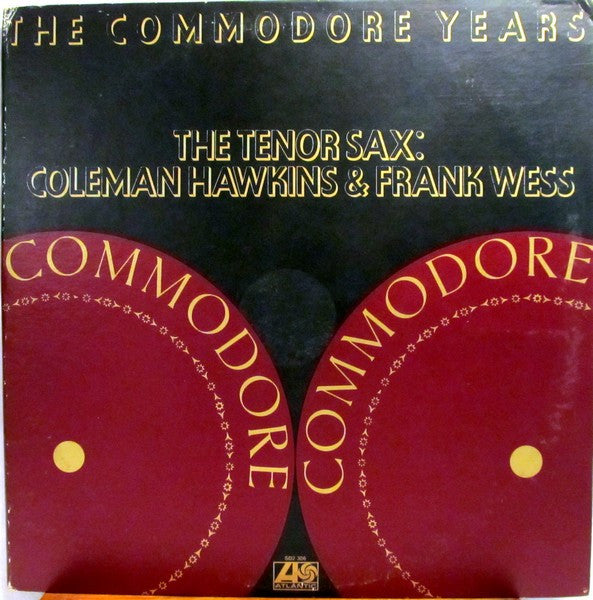 THE COMMODORE YEARS
THE TENOR SAX:
COLEMAN HAWKINS & FRANK WESS
COMMODORE
COMMODORE
SD2 306
ATLANTIC